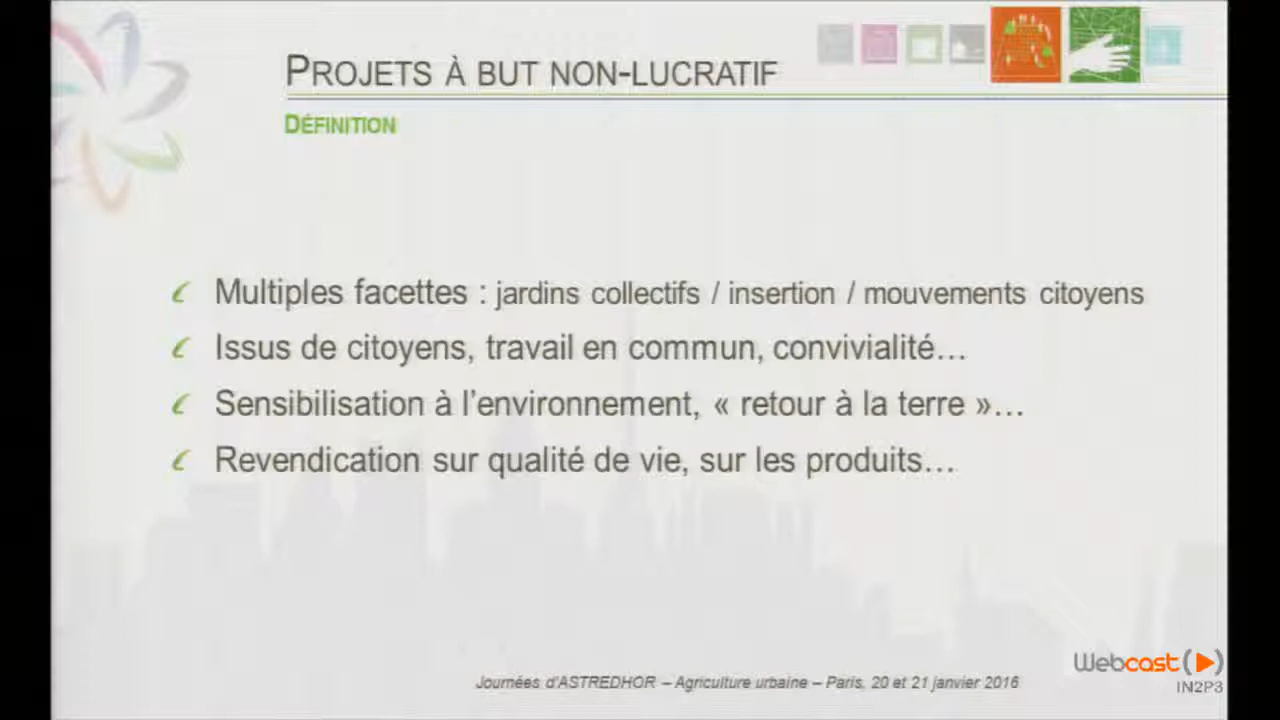 PROJETS À BUT NON-LUCRATIF
DÉFINITION
Multiples facettes : jardins collectifs / insertion / mouvements citoyens
Issus de citoyens, travail en commun, convivialité…
Sensibilisation à l’environnement, « retour à la terre »…
Revendication sur qualité de vie, sur les produits…
Journées d'ASTREDHOR – Agriculture urbaine – Paris, 20 et 21 janvier 2016
Webcast
IN2P3